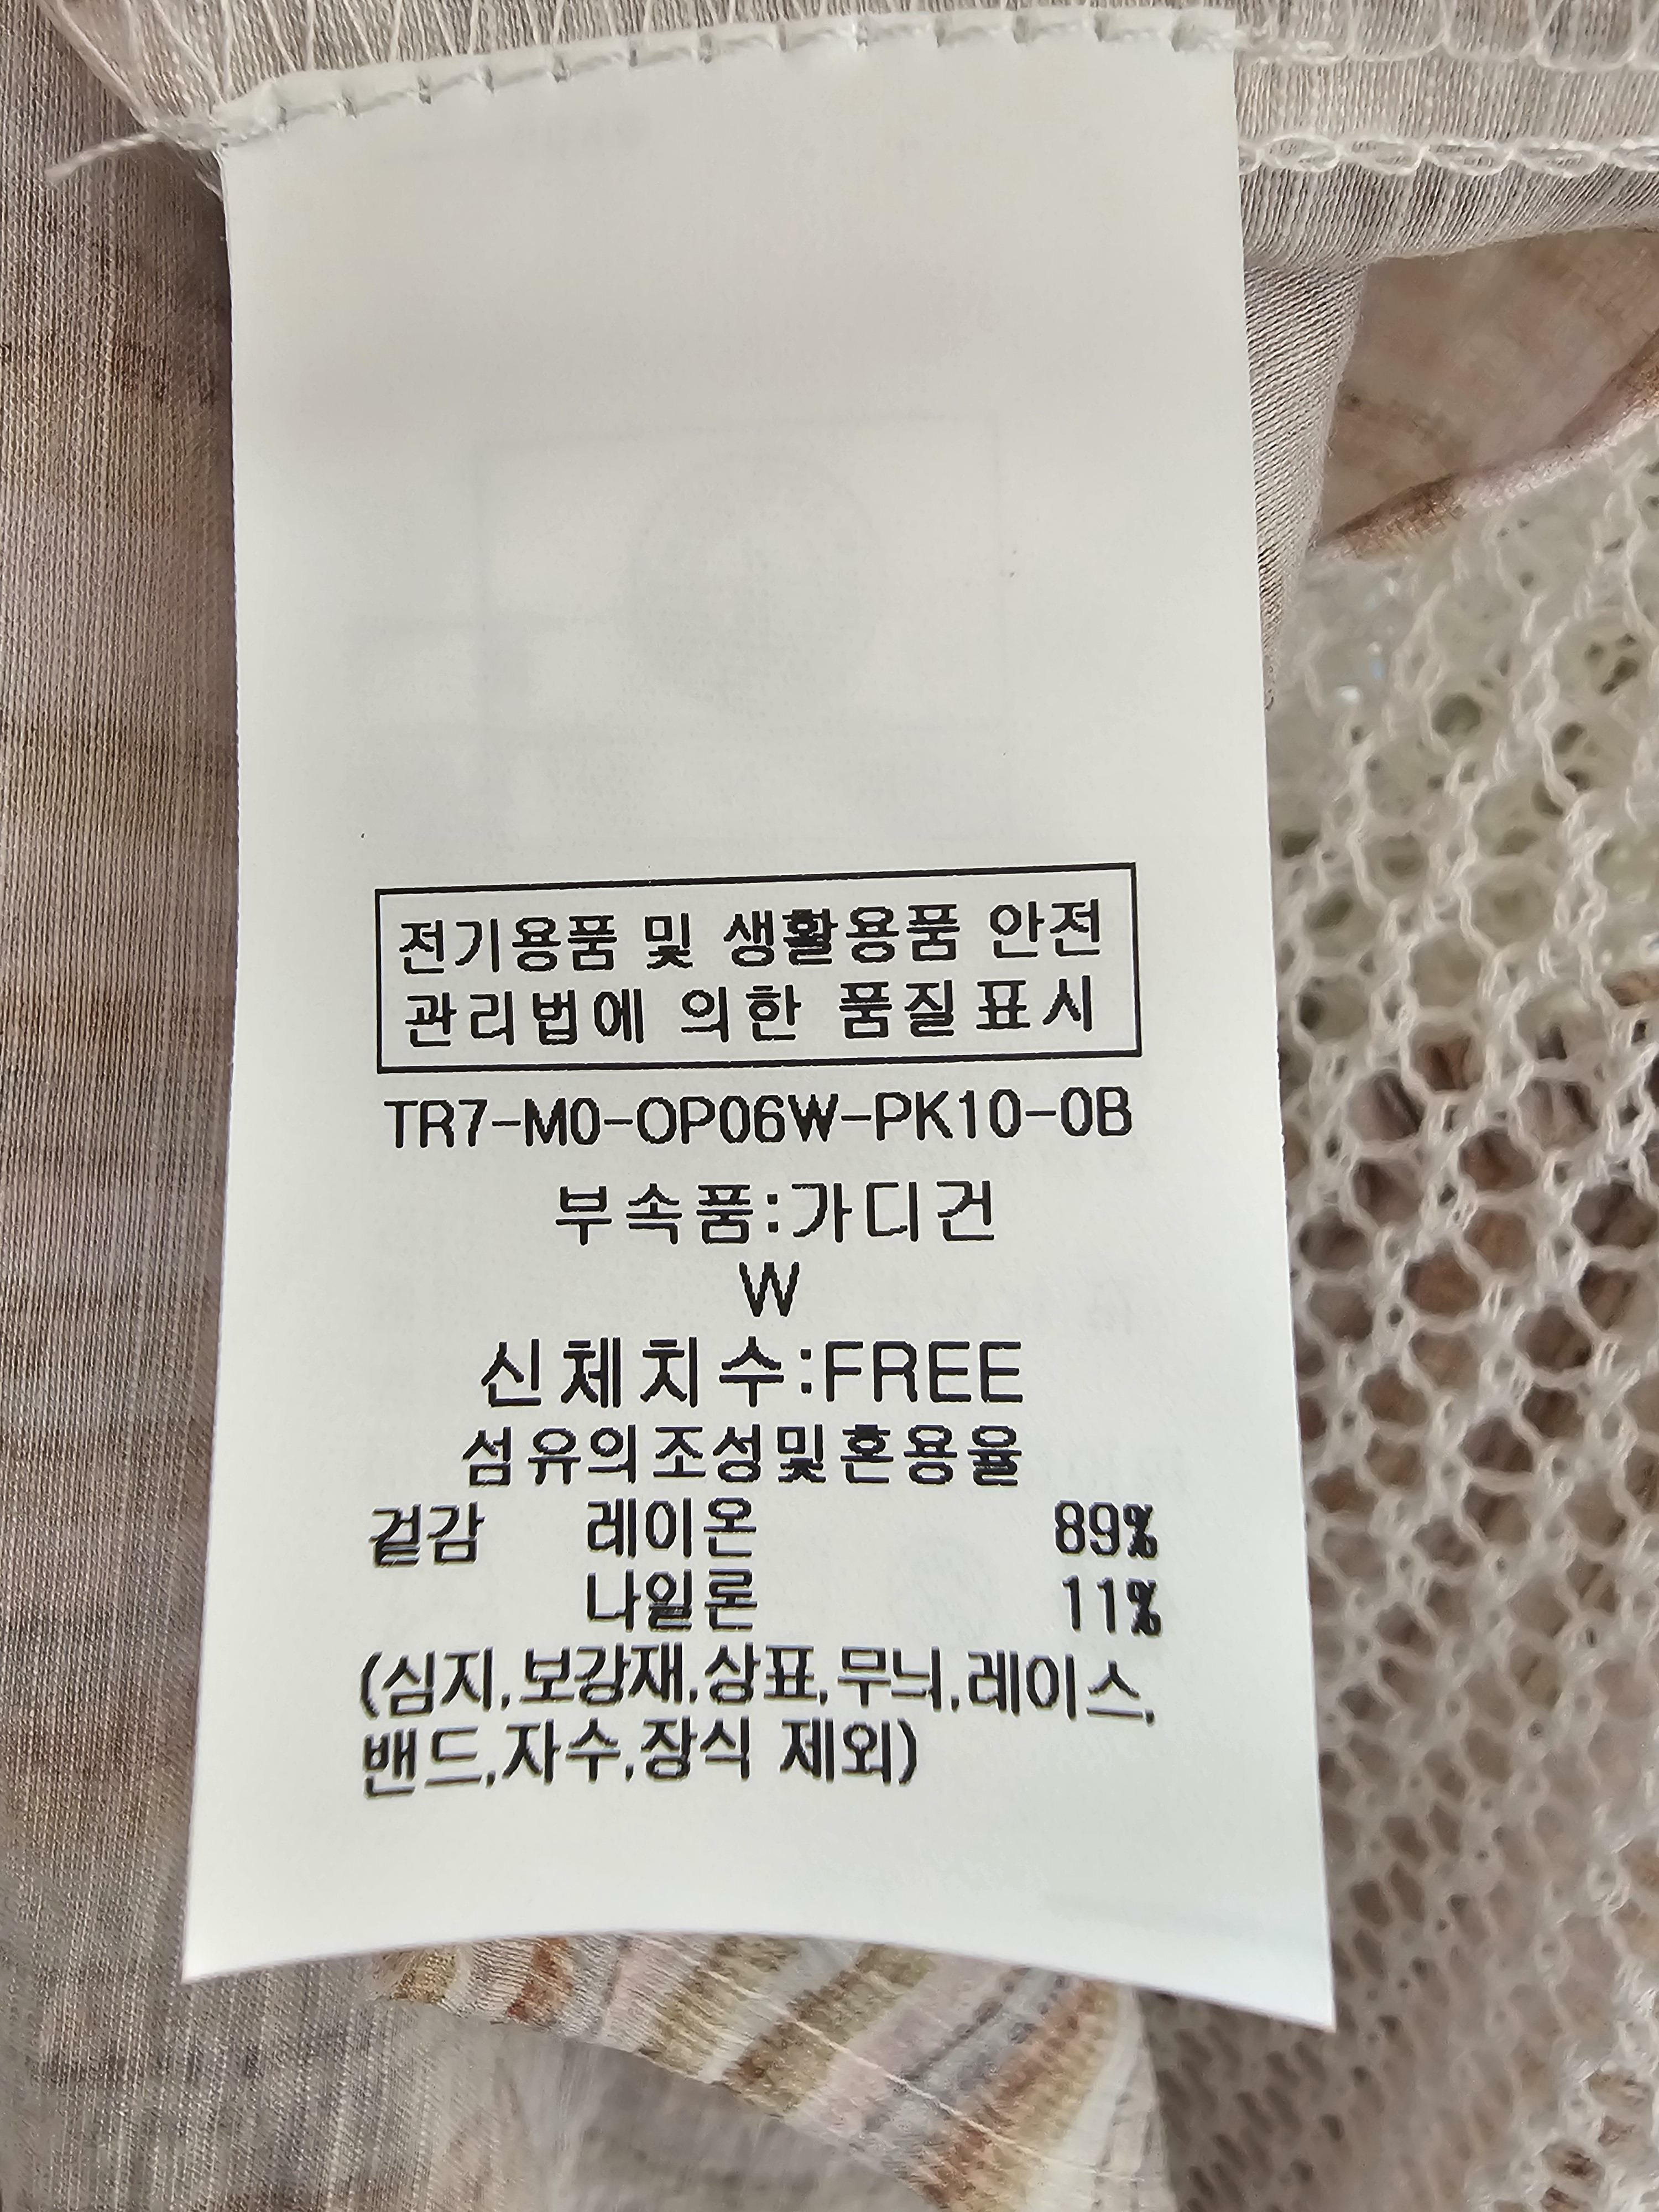 전기용품 및 생활용품 안전
관리법에 의한 품질표시
TR7-M0-OP06W-PK10-0B
부속품:가디건
W
신체치수:FREE
섬유의조성및혼용율
겉감 레이온 89%
나일론 11%
(심지,보강재,상표,무늬,레이스,
밴드,자수,장식 제외)